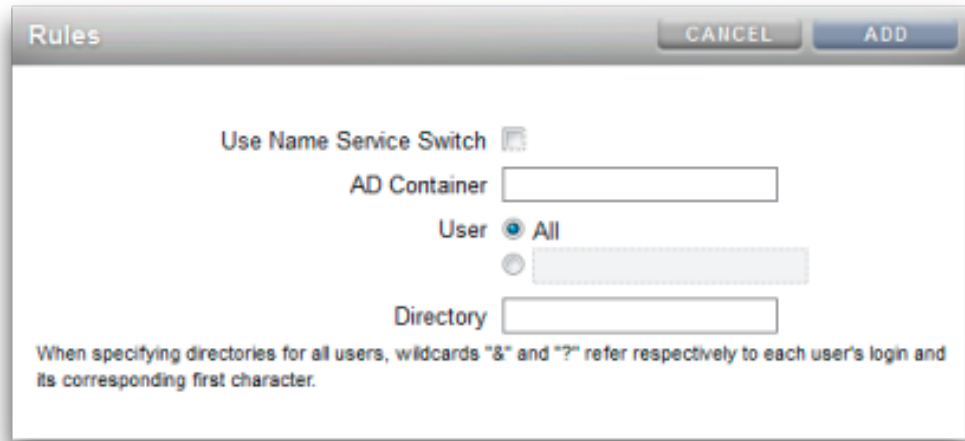 Rules
CANCEL
ADD
Use Name Service Switch
AD Container
User
All
Directory
When specifying directories for all users, wildcards "&" and "?" refer respectively to each user's login and
its corresponding first character.